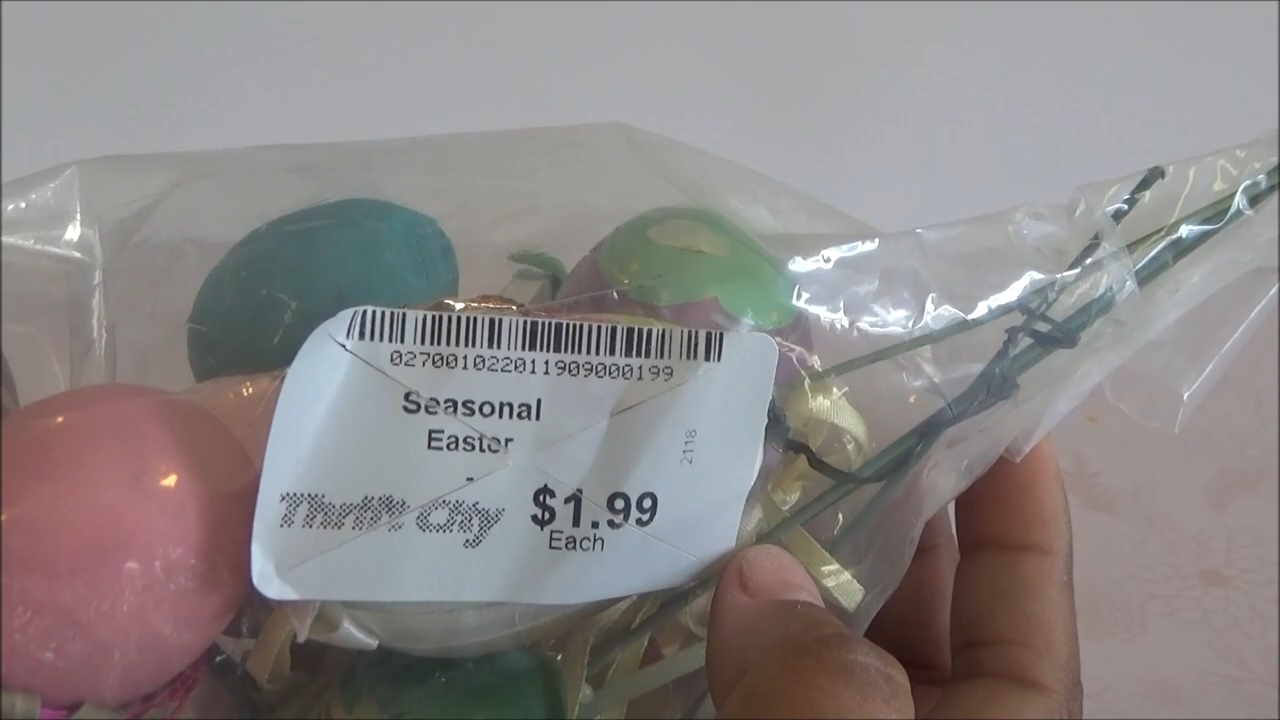 027001022011909000199
Seasonal
Easter
-
2118
Thrift City $1.99
Each